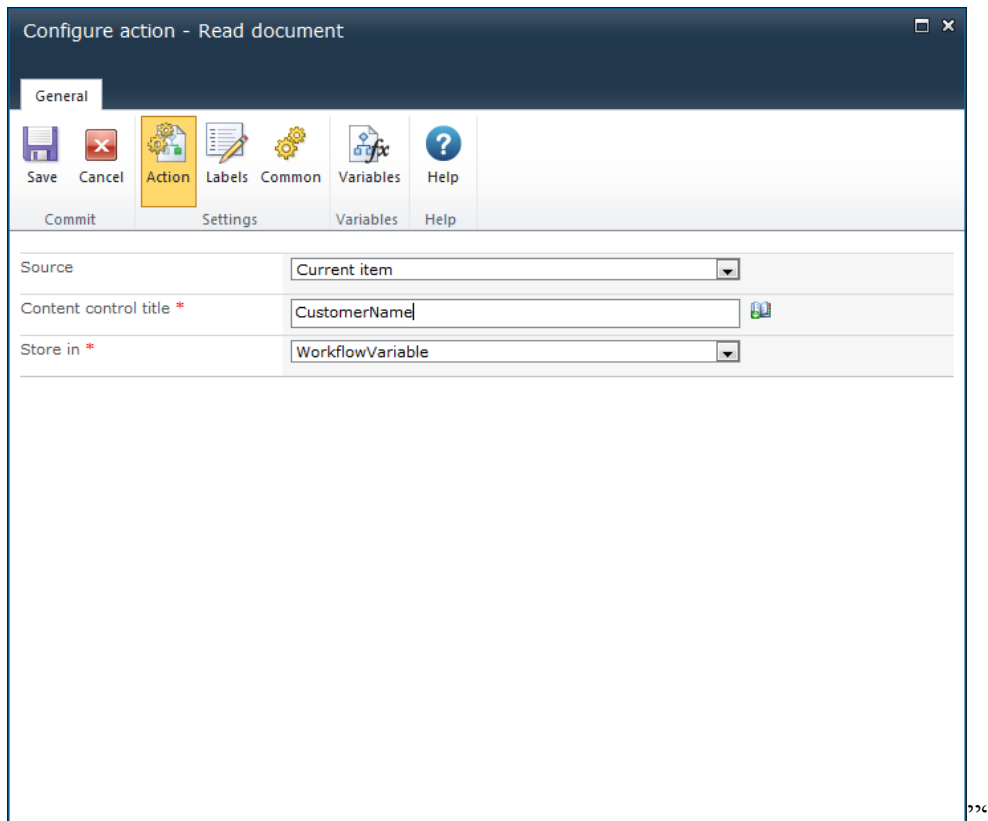 Configure action - Read document
General
Save Cancel Action Labels Common Variables Help
Commit Settings Variables Help
Source Current item
Content control title * CustomerName
Store in * WorkflowVariable
”“